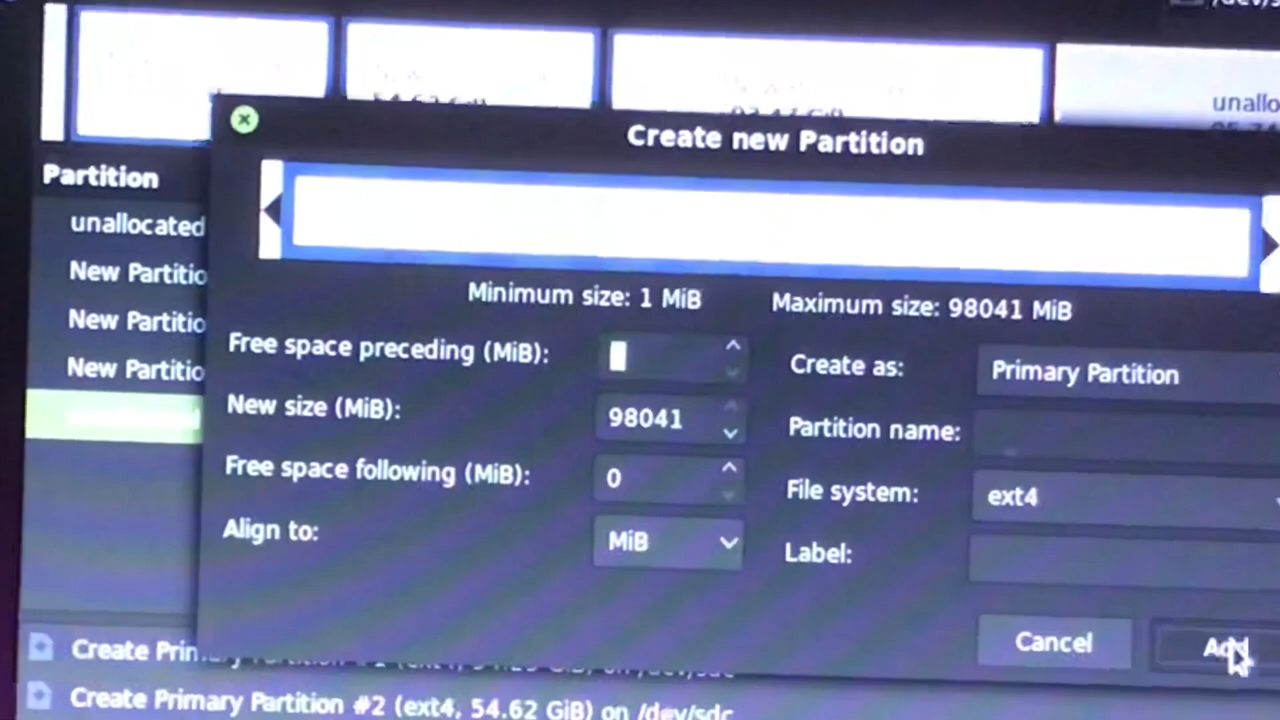 unallo
Create new Partition
Partition
unallocated
New Partitio
New Partitio
New Partitio
Minimum size: 1 MiB
Maximum size: 98041 MiB
Free space preceding (MiB):
New size (MiB): 98041
Free space following (MiB): 0
Align to: MiB
Create as: Primary Partition
Partition name:
File system: ext4
Label:
Cancel
Add
Create Primary Partition #2 (ext4, 54.62 GiB) on /dev/sdc